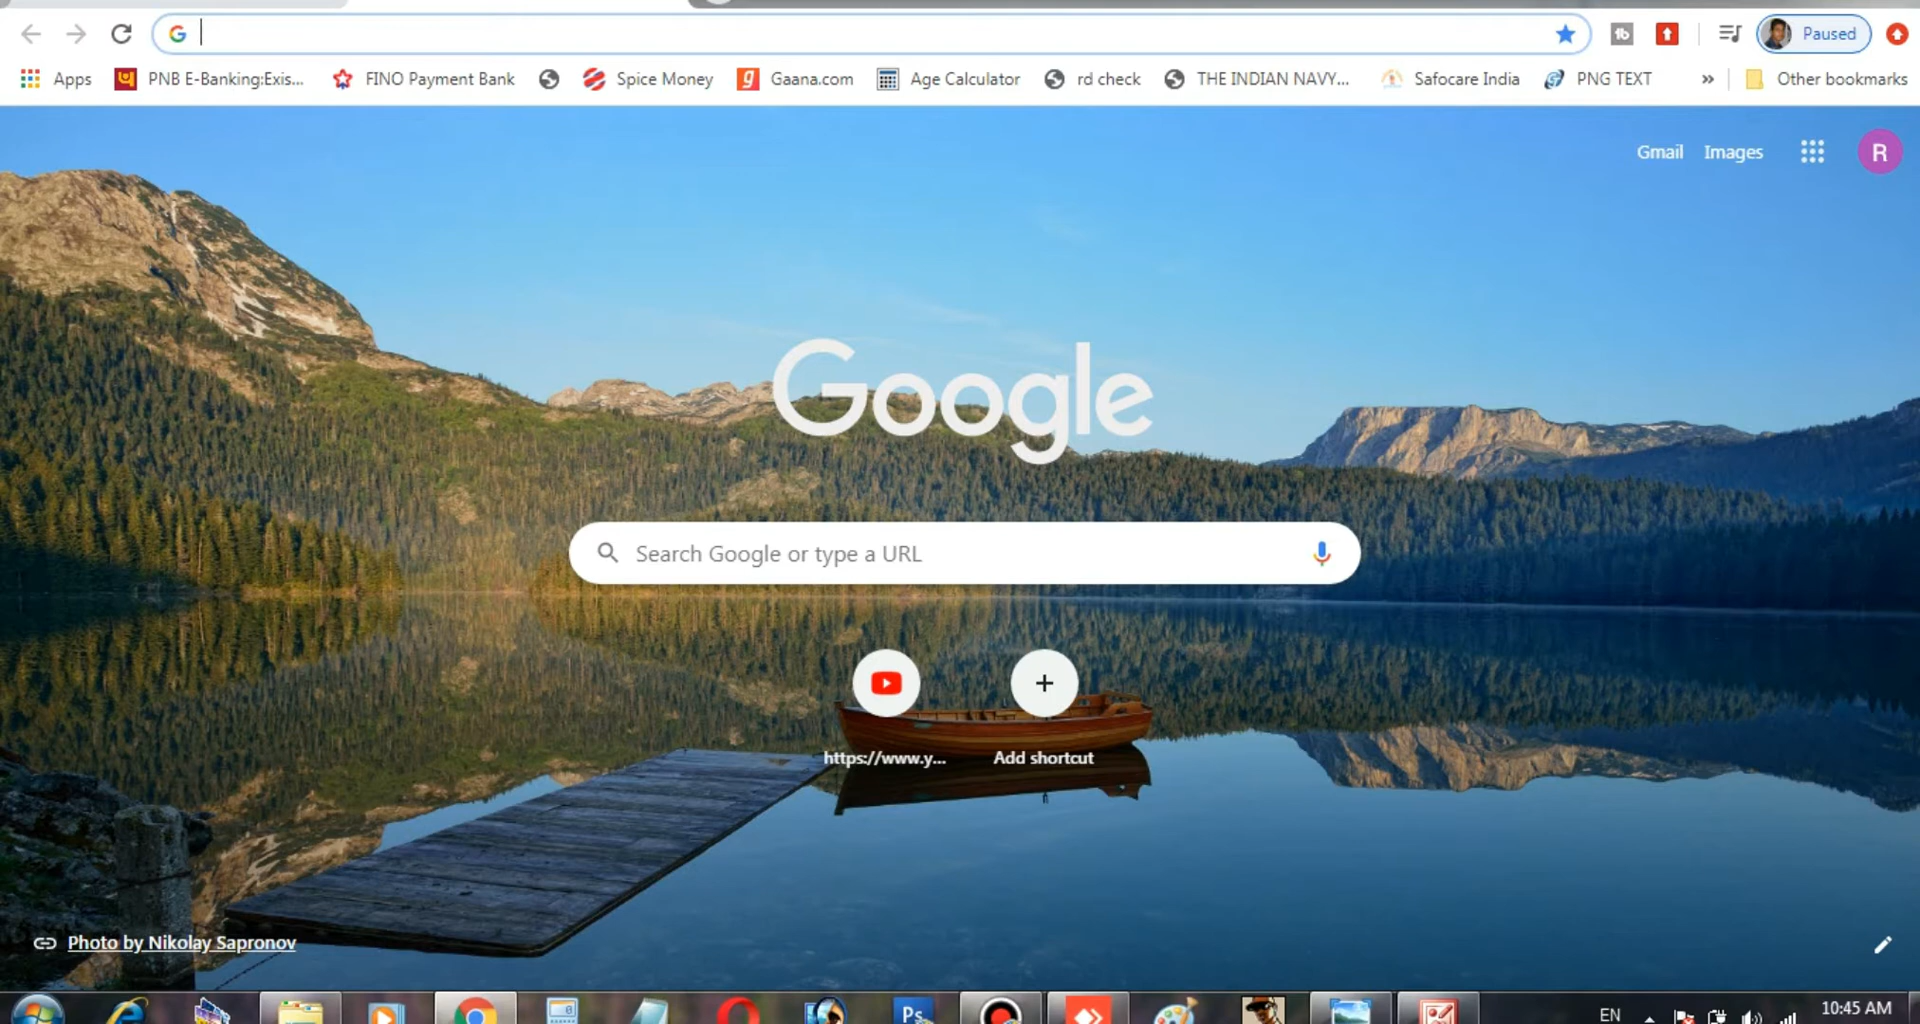 Paused
Apps PNB E-Banking:Exis... FINO Payment Bank Spice Money Gaana.com Age Calculator rd check THE INDIAN NAVY... Safocare India PNG TEXT » Other bookmarks
Gmail Images R
Google
Search Google or type a URL
https://www.y... Add shortcut
Photo by Nikolay Sapronov
Ps EN 10:45 AM